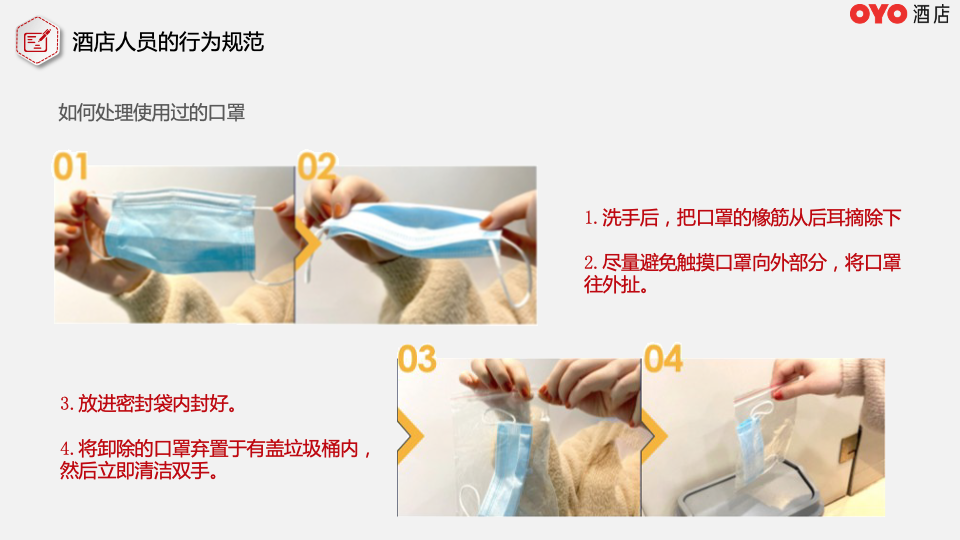 OYO 酒店
酒店人员的行为规范
如何处理使用过的口罩
01
02
1. 洗手后，把口罩的橡筋从后耳摘除下
2. 尽量避免触摸口罩向外部分，将口罩
往外扯。
03
04
3. 放进密封袋内封好。
4. 将卸除的口罩弃置于有盖垃圾桶内，
然后立即清洁双手。